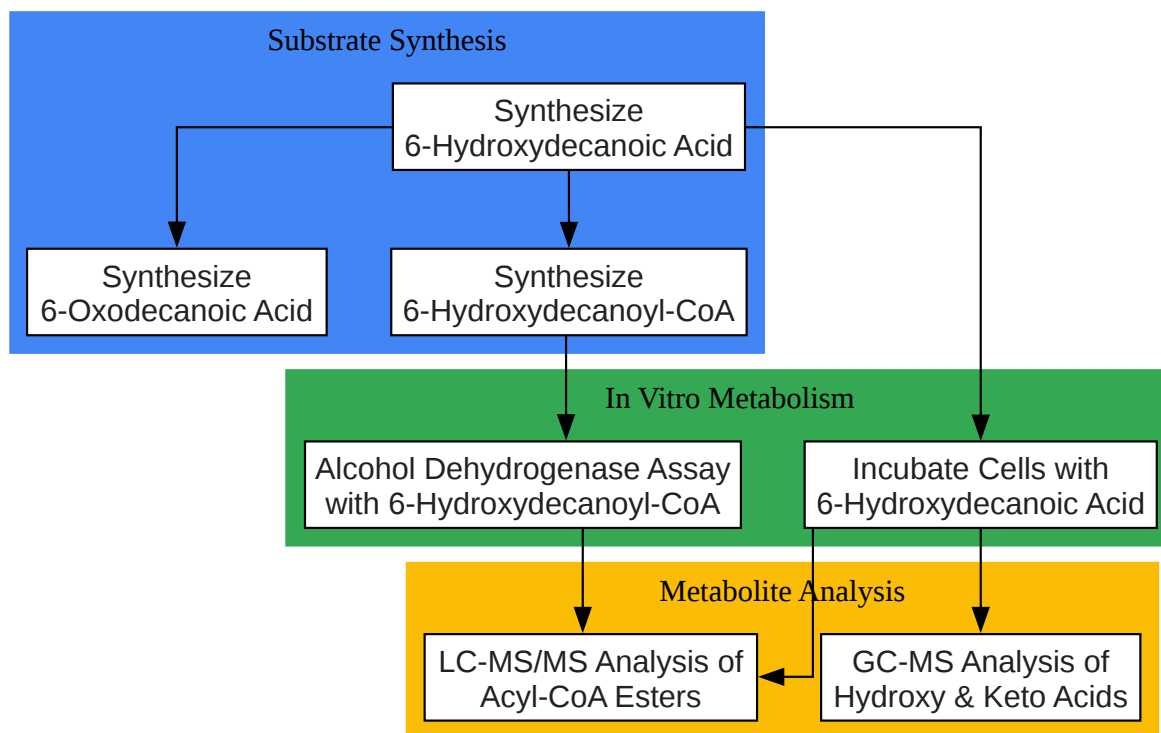 Substrate Synthesis
Synthesize
6-Hydroxydecanoic Acid
Synthesize
6-Oxodecanoic Acid
Synthesize
6-Hydroxydecanoyl-CoA
In Vitro Metabolism
Alcohol Dehydrogenase Assay
with 6-Hydroxydecanoyl-CoA
Incubate Cells with
6-Hydroxydecanoic Acid
Metabolite Analysis
LC-MS/MS Analysis of
Acyl-CoA Esters
GC-MS Analysis of
Hydroxy & Keto Acids